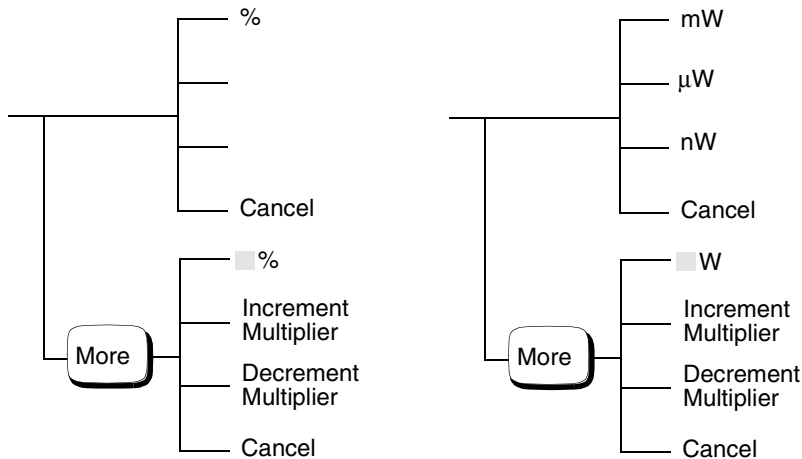 %
Cancel
%
Increment
Multiplier
More
Decrement
Multiplier
Cancel
mW
μW
nW
Cancel
W
Increment
Multiplier
More
Decrement
Multiplier
Cancel